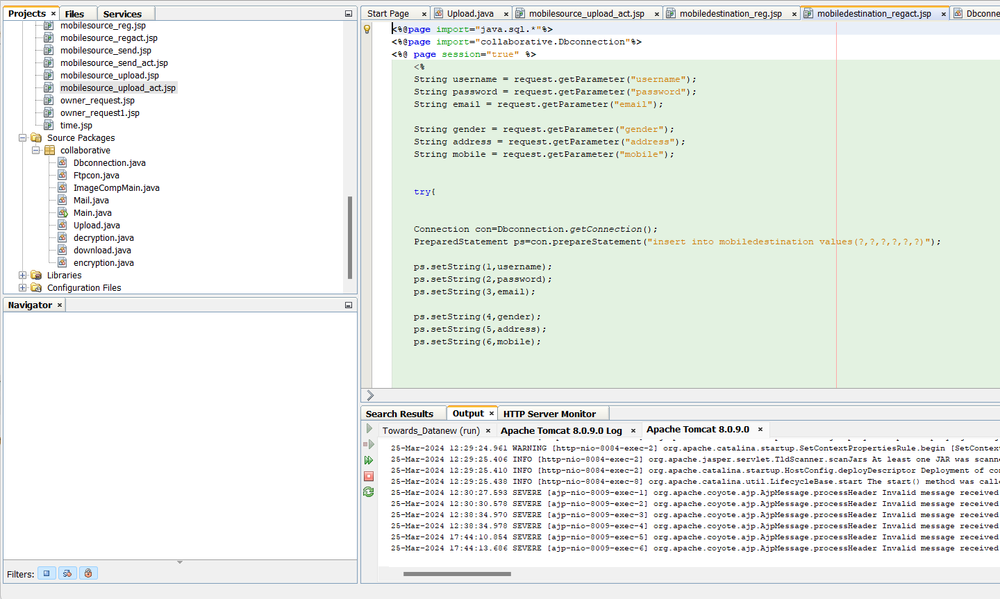 Projects
Files
Services
mobilesource_reg.jsp
mobilesource_regact.jsp
mobilesource_send.jsp
mobilesource_send_act.jsp
mobilesource_upload.jsp
mobilesource_upload_act.jsp
owner_request.jsp
owner_request1.jsp
time.jsp
Source Packages
collaborative
Dbconnection.java
Ftpcon.java
ImageCompMain.java
Mail.java
Main.java
Upload.java
decryption.java
download.java
encryption.java
Libraries
Configuration Files
Navigator
Filters:
Start Page
Upload.java
mobilesource_upload_act.jsp
mobiledestination_reg.jsp
mobiledestination_regact.jsp
Dbconne
<%@page import="java.sql.*"%>
<%@page import="collaborative.Dbconnection"%>
<%@ page session="true" %>
<%
String username = request.getParameter("username");
String password = request.getParameter("password");
String email = request.getParameter("email");
String gender = request.getParameter("gender");
String address = request.getParameter("address");
String mobile = request.getParameter("mobile");
try{
Connection con=Dbconnection.getConnection();
PreparedStatement ps=con.prepareStatement("insert into mobiledestination values(?,?,?,?,?,?)");
ps.setString(1,username);
ps.setString(2,password);
ps.setString(3,email);
ps.setString(4,gender);
ps.setString(5,address);
ps.setString(6,mobile);
Search Results
Output
HTTP Server Monitor
Towards_Datanew (run)
Apache Tomcat 8.0.9.0 Log
Apache Tomcat 8.0.9.0
25-Mar-2024 12:29:24.961 WARNING [http-nio-8084-exec-2] org.apache.catalina.startup.SetContextPropertiesRule.begin [SetContext
25-Mar-2024 12:29:25.406 INFO [http-nio-8084-exec-2] org.apache.jasper.servlet.TldScanner.scanJars At least one JAR was scann
25-Mar-2024 12:29:25.410 INFO [http-nio-8084-exec-2] org.apache.catalina.startup.HostConfig.deployDescriptor Deployment of co
25-Mar-2024 12:29:25.438 INFO [http-nio-8084-exec-8] org.apache.catalina.util.LifecycleBase.start The start() method was calle
25-Mar-2024 12:30:27.593 SEVERE [ajp-nio-8009-exec-1] org.apache.coyote.ajp.AjpMessage.processHeader Invalid message received
25-Mar-2024 12:30:30.578 SEVERE [ajp-nio-8009-exec-2] org.apache.coyote.ajp.AjpMessage.processHeader Invalid message received
25-Mar-2024 12:38:34.970 SEVERE [ajp-nio-8009-exec-3] org.apache.coyote.ajp.AjpMessage.processHeader Invalid message received
25-Mar-2024 12:38:34.978 SEVERE [ajp-nio-8009-exec-4] org.apache.coyote.ajp.AjpMessage.processHeader Invalid message received
25-Mar-2024 17:44:10.854 SEVERE [ajp-nio-8009-exec-5] org.apache.coyote.ajp.AjpMessage.processHeader Invalid message received
25-Mar-2024 17:44:13.686 SEVERE [ajp-nio-8009-exec-6] org.apache.coyote.ajp.AjpMessage.processHeader Invalid message received